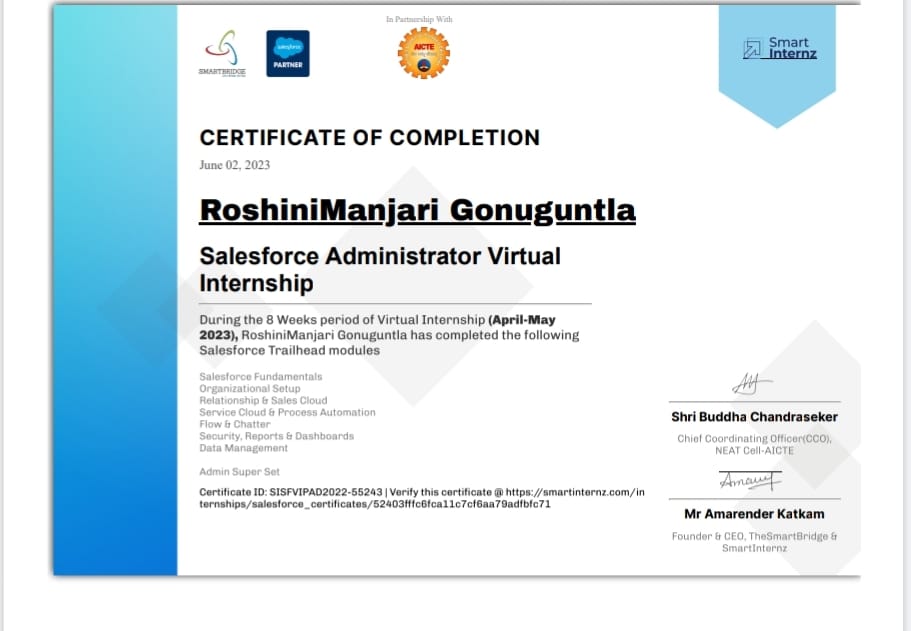 In Partnership With
SMARTBRIDGE
salesforce
PARTNER
AICTE
Smart
Internz
CERTIFICATE OF COMPLETION
June 02, 2023
RoshiniManjari Gonuguntla
Salesforce Administrator Virtual
Internship
During the 8 Weeks period of Virtual Internship (April-May
2023), RoshiniManjari Gonuguntla has completed the following
Salesforce Trailhead modules
Salesforce Fundamentals
Organizational Setup
Relationship & Sales Cloud
Service Cloud & Process Automation
Flow & Chatter
Security, Reports & Dashboards
Data Management
Admin Super Set
Certificate ID: SISFVIPAD2022-55243 | Verify this certificate @ https://smartinternz.com/in
ternships/salesforce_certificates/52403fffc6fca11c7cf6aa79adfbfc71
Shri Buddha Chandraseker
Chief Coordinating Officer(CCO),
NEAT Cell-AICTE
Amaref
Mr Amarender Katkam
Founder & CEO, TheSmartBridge &
SmartInternz